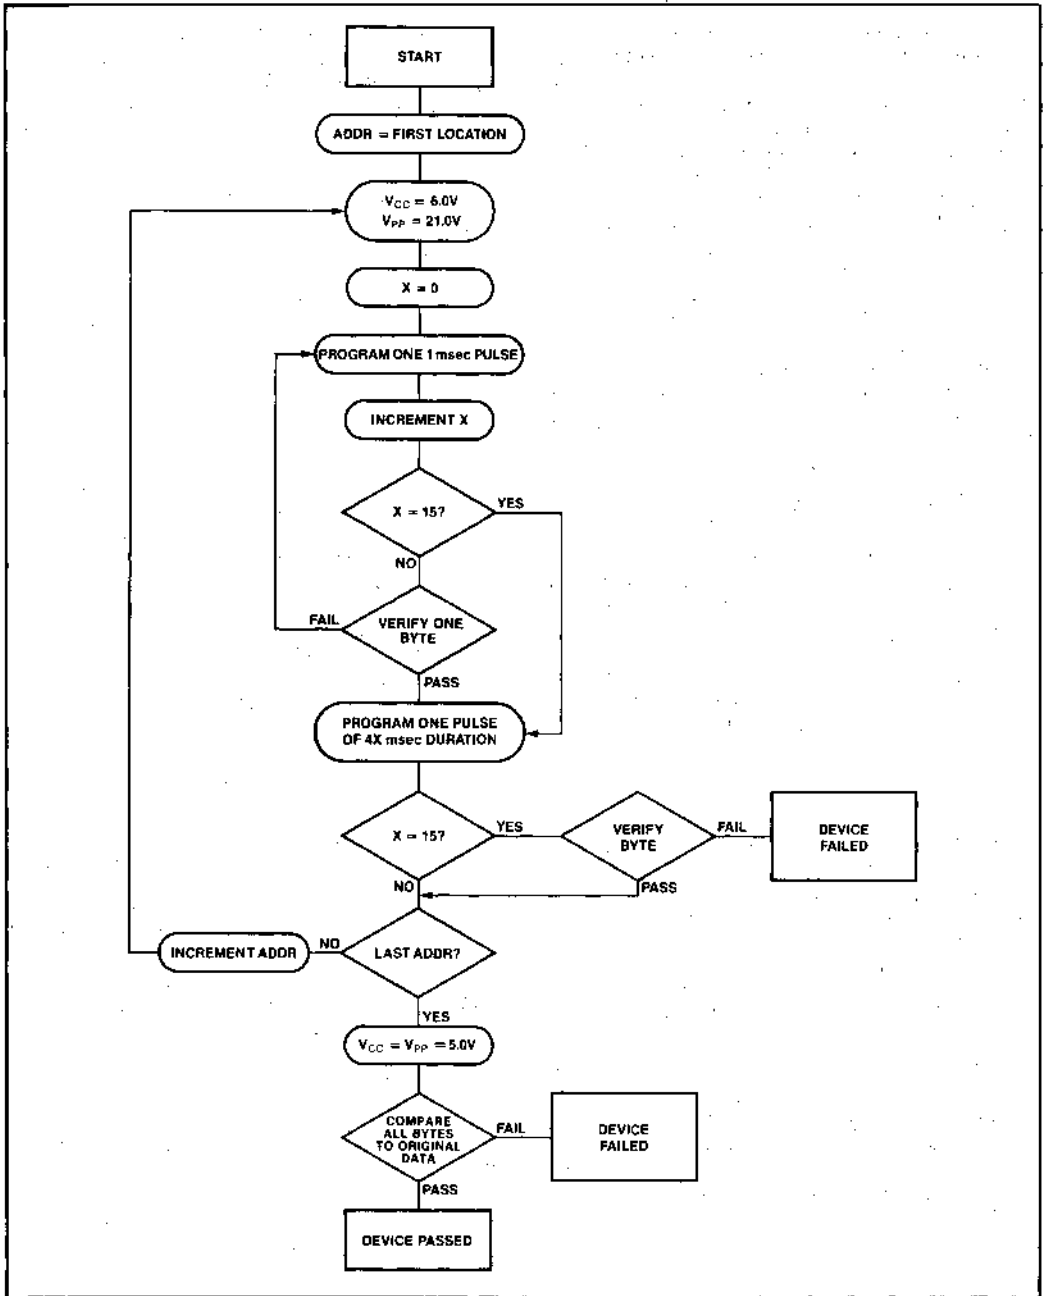 START
ADDR = FIRST LOCATION
VCC = 6.0V
VPP = 21.0V
X = 0
PROGRAM ONE 1 msec PULSE
INCREMENT X
X = 15?
YES
NO
FAIL
VERIFY ONE
BYTE
PASS
PROGRAM ONE PULSE
OF 4X msec DURATION
X = 15?
YES
VERIFY
BYTE
FAIL
DEVICE
FAILED
NO
PASS
INCREMENT ADDR
NO
LAST ADDR?
YES
VCC = VPP = 5.0V
COMPARE
ALL BYTES
TO ORIGINAL
DATA
FAIL
DEVICE
FAILED
PASS
DEVICE PASSED